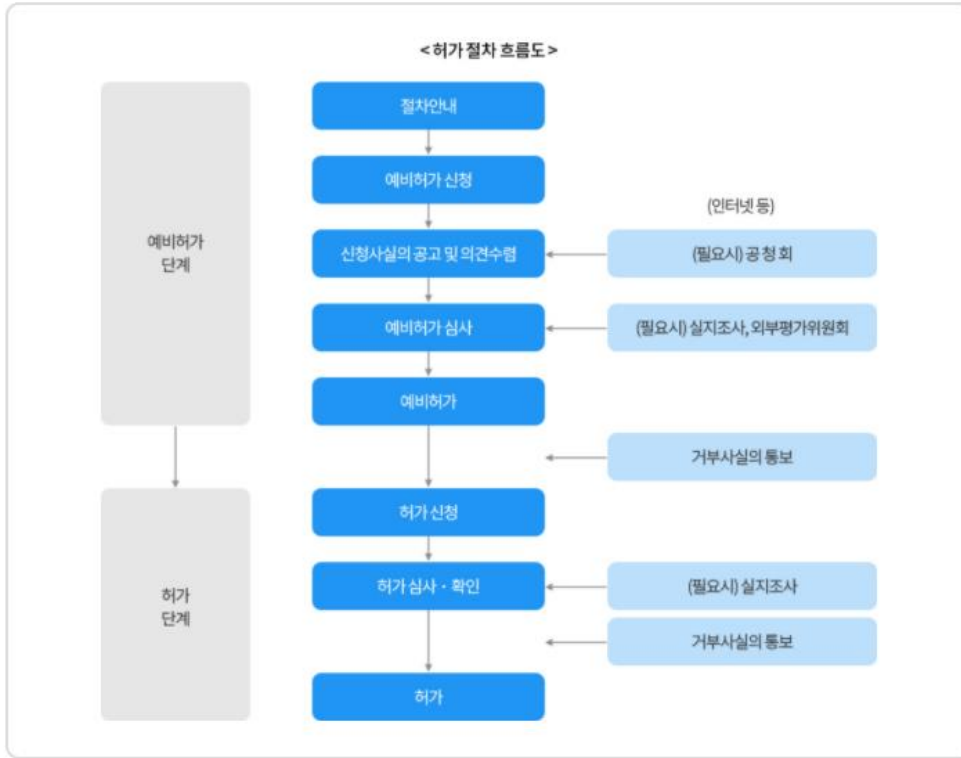 <허가 절차 흐름도>
절차안내
예비허가 신청
(인터넷 등)
예비허가
단계
신청사실의 공고 및 의견수렴
(필요시) 공 청 회
예비허가 심사
(필요시) 실지조사, 외부평가위원회
예비허가
거부사실의 통보
허가 신청
허가
단계
허가 심사 · 확인
(필요시) 실지조사
거부사실의 통보
허가